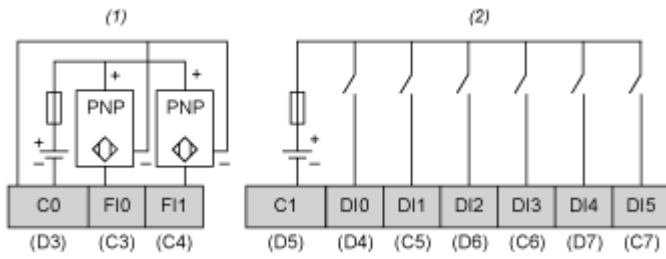 (1) (2)
+ + 
PNP PNP
+ +
− − − −
C0 FI0 FI1 C1 DI0 DI1 DI2 DI3 DI4 DI5
(D3) (C3) (C4) (D5) (D4) (C5) (D6) (C6) (D7) (C7)